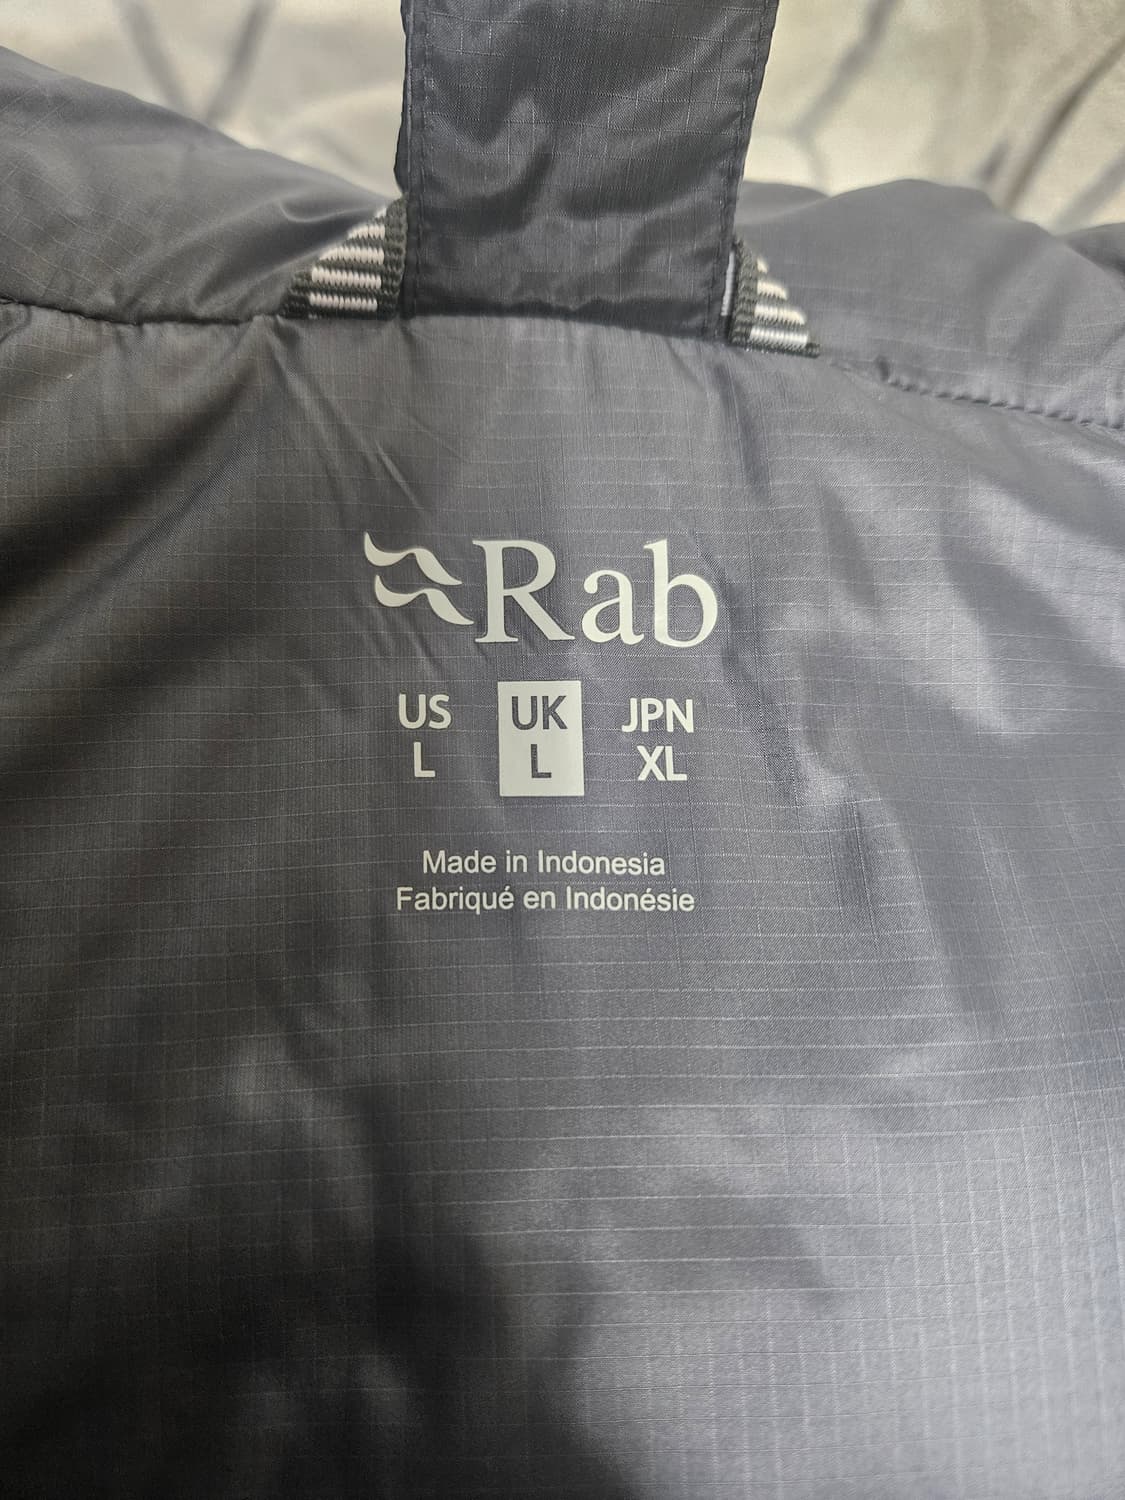 Rab
US UK JPN
L L XL
Made in Indonesia
Fabriqué en Indonésie